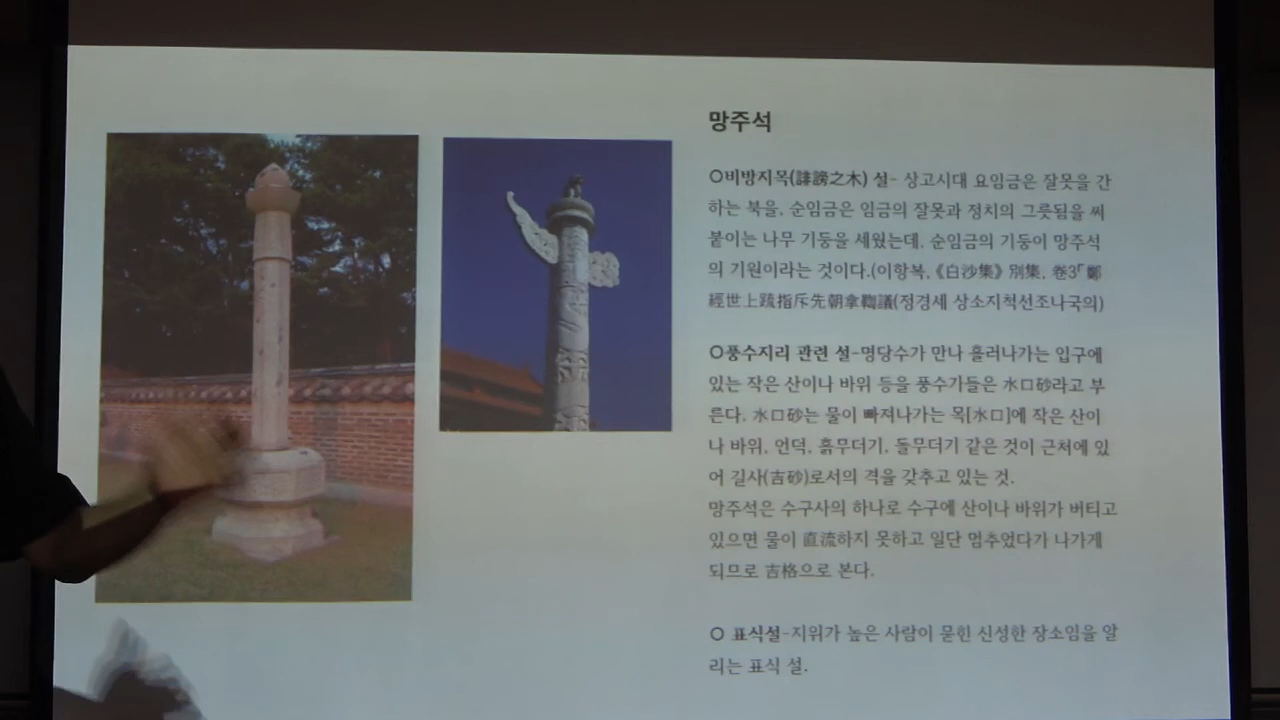 망주석
○비방지목(誹謗之木) 설- 상고시대 요임금은 잘못을 간
하는 북을, 순임금은 임금의 잘못과 정치의 그릇됨을 써
붙이는 나무 기둥을 세웠는데, 순임금의 기둥이 망주석
의 기원이라는 것이다.(이항복,《白沙集》別集, 卷3「鄭
經世上疏指斥先朝拿鞫議(정경세 상소지척선조나국의)
○풍수지리 관련 설-명당수가 만나 흘러나가는 입구에
있는 작은 산이나 바위 등을 풍수가들은 水口砂라고 부
른다. 水口砂는 물이 빠져나가는 목[水口]에 작은 산이
나 바위, 언덕, 흙무더기, 돌무더기 같은 것이 근처에 있
어 길사(吉砂)로서의 격을 갖추고 있는 것.
망주석은 수구사의 하나로 수구에 산이나 바위가 버티고
있으면 물이 直流하지 못하고 일단 멈추었다가 나가게
되므로 吉格으로 본다.
○ 표식설-지위가 높은 사람이 묻힌 신성한 장소임을 알
리는 표식 설.